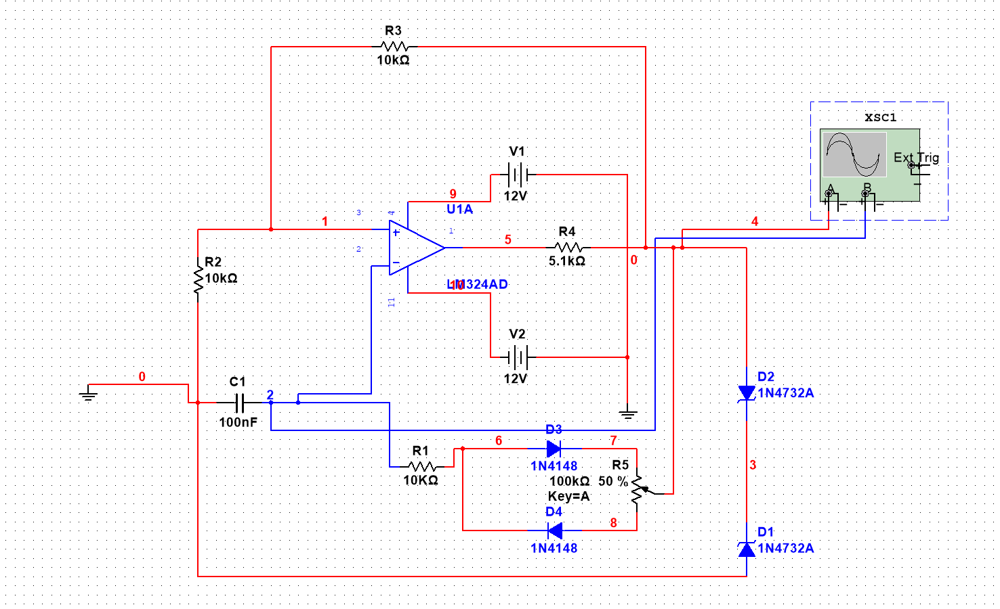 R3
10kΩ
xsc1
V1
Ext Trig
12V
9
A
B
3
4
U1A
1
1
4
5
R4
2
5.1kΩ
0
R2
10kΩ
LM324AD
10
11
V2
0
C1
12V
D2
1N4732A
2
100nF
D3
6
7
R1
1N4148
R5
3
10KΩ
100kΩ 50 %
Key=A
D4
8
D1
1N4148
1N4732A